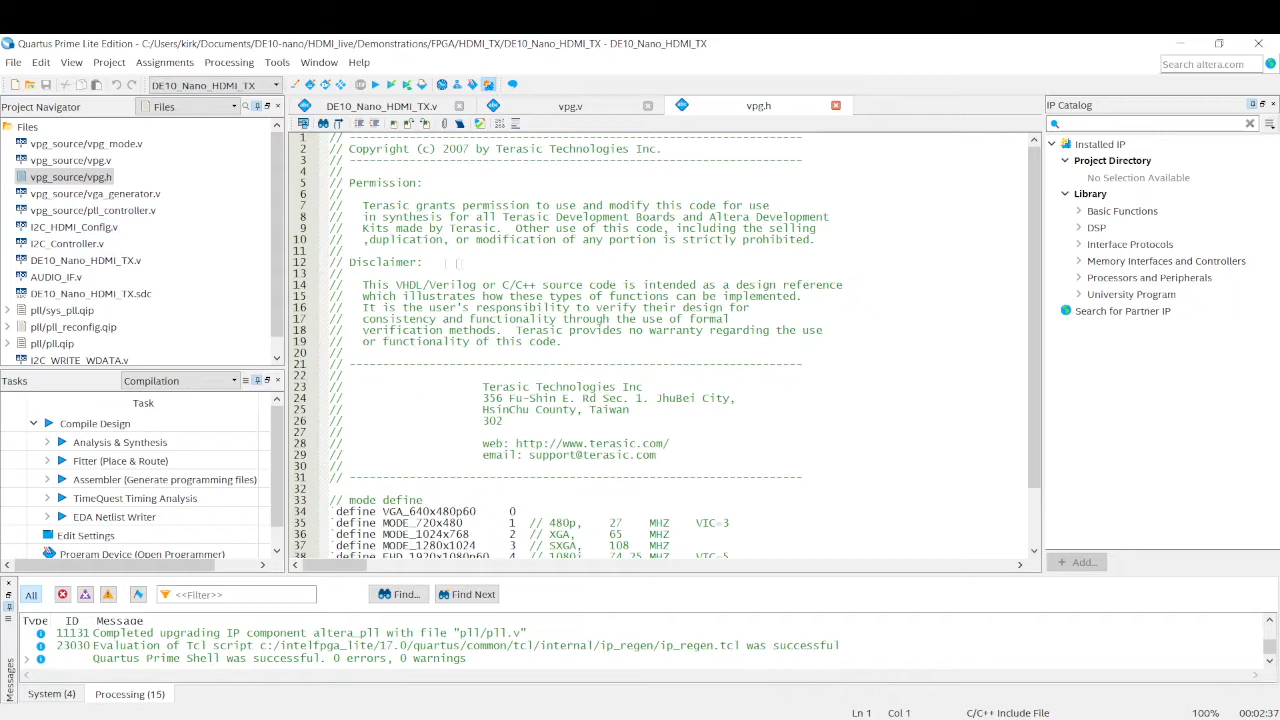 Quartus Prime Lite Edition - C:/Users/kirk/Documents/DE10-nano/HDMI_live/Demonstrations/FPGA/HDMI_TX/DE10_Nano_HDMI_TX - DE10_Nano_HDMI_TX
File Edit View Project Assignments Processing Tools Window Help
Search altera.com
DE10_Nano_HDMI_TX
Project Navigator Files
DE10_Nano_HDMI_TX.v vpg.v vpg.h
IP Catalog
Files
vpg_source/vpg_mode.v
vpg_source/vpg.v
vpg_source/vpg.h
vpg_source/vga_generator.v
vpg_source/pll_controller.v
I2C_HDMI_Config.v
I2C_Controller.v
DE10_Nano_HDMI_TX.v
AUDIO_IF.v
DE10_Nano_HDMI_TX.sdc
pll/sys_pll.qip
pll/pll_reconfig.qip
pll/pll.qip
I2C_WRITE_WDATA.v
Tasks Compilation
Task
Compile Design
Analysis & Synthesis
Fitter (Place & Route)
Assembler (Generate programming files)
TimeQuest Timing Analysis
EDA Netlist Writer
Edit Settings
Program Device (Open Programmer)
1 // --------------------------------------------------------------------
2 // Copyright (c) 2007 by Terasic Technologies Inc.
3 // --------------------------------------------------------------------
4 //
5 // Permission:
6 //
7 // Terasic grants permission to use and modify this code for use
8 // in synthesis for all Terasic Development Boards and Altera Development
9 // Kits made by Terasic. Other use of this code, including the selling
10 // ,duplication, or modification of any portion is strictly prohibited.
11 //
12 // Disclaimer:
13 //
14 // This VHDL/Verilog or C/C++ source code is intended as a design reference
15 // which illustrates how these types of functions can be implemented.
16 // It is the user's responsibility to verify their design for
17 // consistency and functionality through the use of formal
18 // verification methods. Terasic provides no warranty regarding the use
19 // or functionality of this code.
20 //
21 // --------------------------------------------------------------------
22 //
23 // Terasic Technologies Inc
24 // 356 Fu-Shin E. Rd Sec. 1. JhuBei City,
25 // HsinChu County, Taiwan
26 // 302
27 //
28 // web: http://www.terasic.com/
29 // email: support@terasic.com
30 //
31 // --------------------------------------------------------------------
32
33 // mode define
34 `define VGA_640x480p60 0
35 `define MODE_720x480 1 // 480p, 27 MHZ VIC=3
36 `define MODE_1024x768 2 // XGA, 65 MHZ
37 `define MODE_1280x1024 3 // SXGA, 108 MHZ
38 `define FHD_1920x1080p60 4 // 1080i, 74.25 MHZ VIC=5
Installed IP
Project Directory
No Selection Available
Library
Basic Functions
DSP
Interface Protocols
Memory Interfaces and Controllers
Processors and Peripherals
University Program
Search for Partner IP
+ Add...
All <<Filter>> Find... Find Next
Type ID Message
11131 Completed upgrading IP component altera_pll with file "pll/pll.v"
23030 Evaluation of Tcl script c:/intelfpga_lite/17.0/quartus/common/tcl/internal/ip_regen/ip_regen.tcl was successful
Quartus Prime Shell was successful. 0 errors, 0 warnings
Messages
System (4) Processing (15)
Ln 1 Col 1 C/C++ Include File 100% 00:02:37